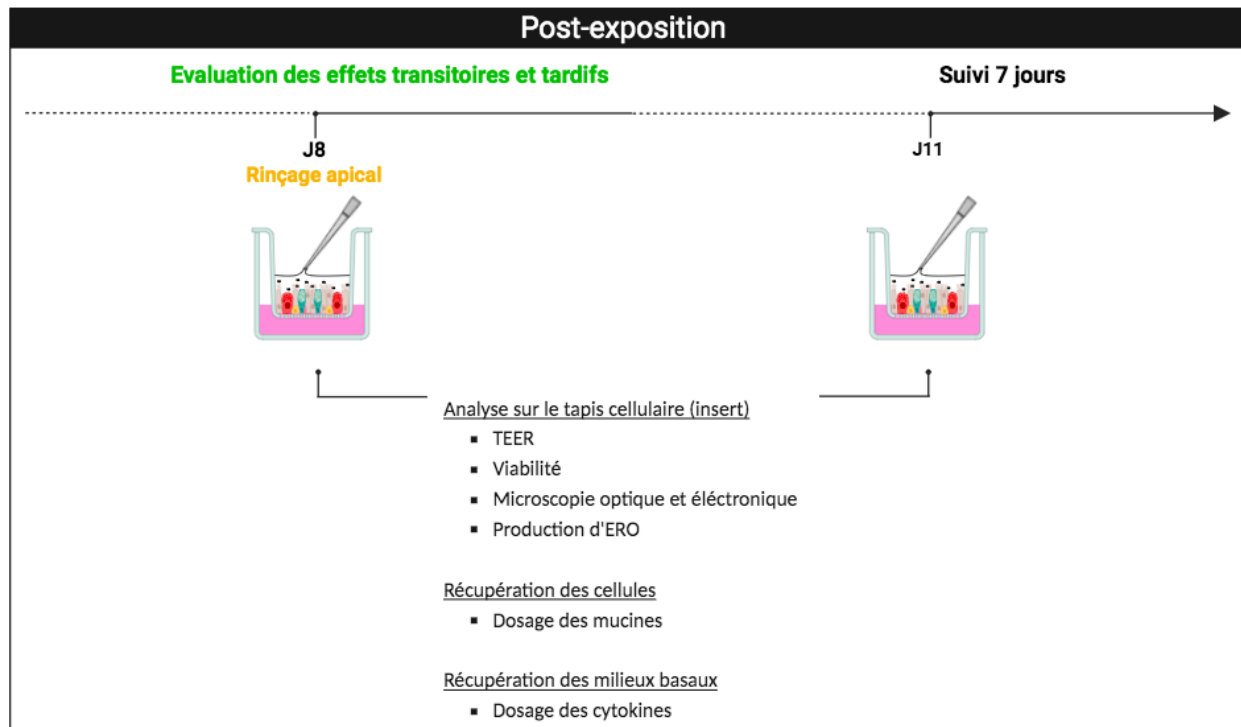 Post-exposition
Evaluation des effets transitoires et tardifs
Suivi 7 jours
J8
J11
Rinçage apical
Analyse sur le tapis cellulaire (insert)
▪ TEER
▪ Viabilité
▪ Microscopie optique et éléctronique
▪ Production d'ERO
Récupération des cellules
▪ Dosage des mucines
Récupération des milieux basaux
▪ Dosage des cytokines